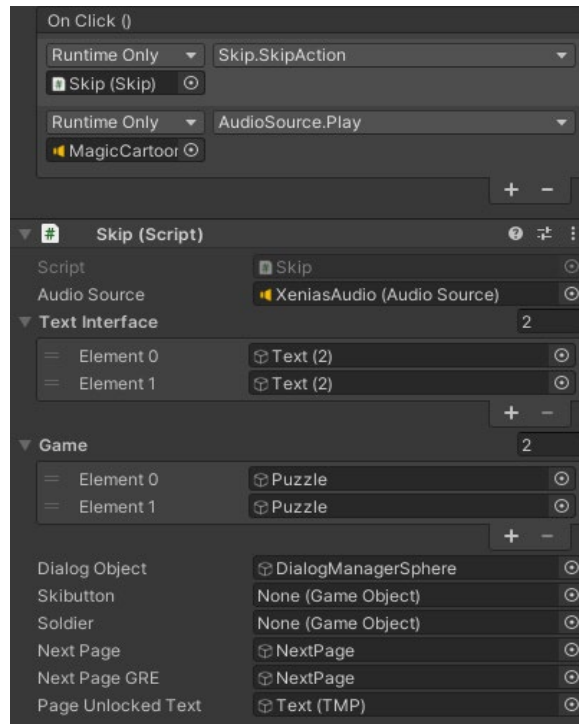 On Click ()
Runtime Only Skip.SkipAction
Skip (Skip)
Runtime Only AudioSource.Play
MagicCartoor
+ -
# Skip (Script)
Script Skip
Audio Source XeniasAudio (Audio Source)
Text Interface 2
= Element 0 Text (2)
= Element 1 Text (2)
+ -
Game 2
= Element 0 Puzzle
= Element 1 Puzzle
+ -
Dialog Object DialogManagerSphere
Skibutton None (Game Object)
Soldier None (Game Object)
Next Page NextPage
Next Page GRE NextPage
Page Unlocked Text Text (TMP)